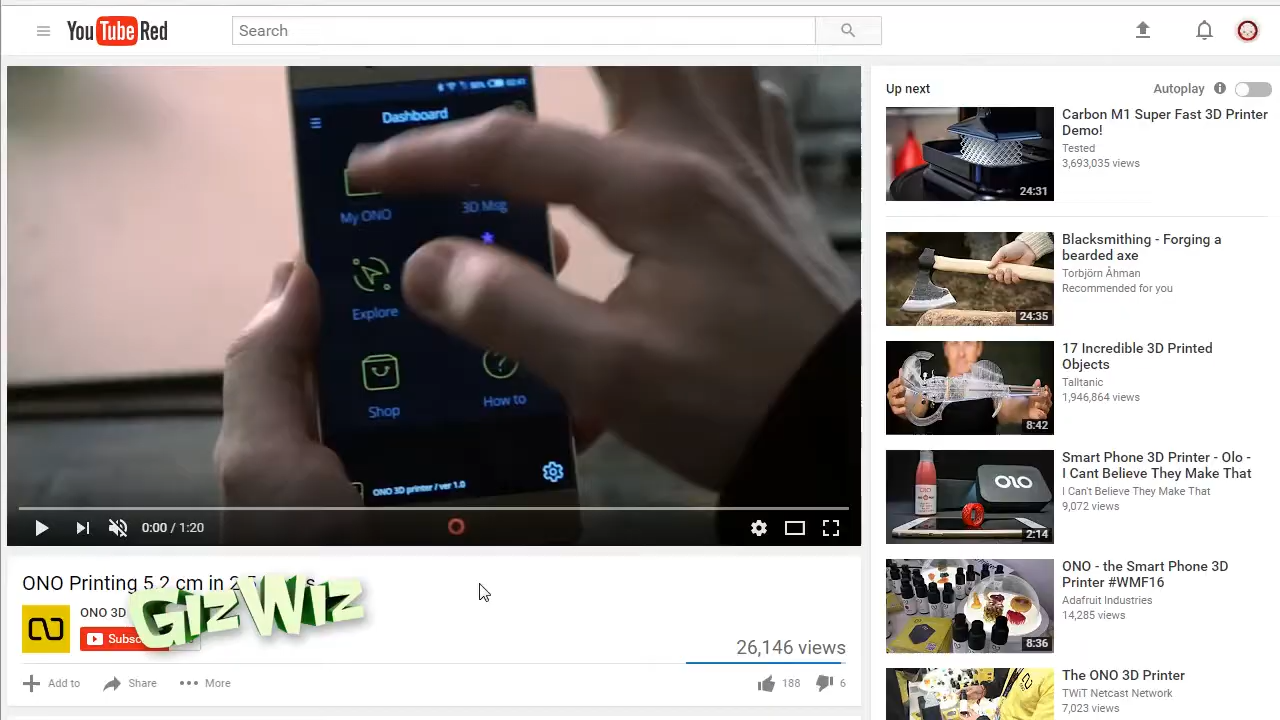 YouTube Red
Search
Dashboard
My ONO
3D Msg
Explore
Shop
How to
ONO 3D printer / ver 1.0
0:00 / 1:20
ONO Printing 5.2 cm in 2
GizWiz
ONO 3D
Subsc
26,146 views
Add to
Share
More
188
6
Up next
Autoplay
Carbon M1 Super Fast 3D Printer
Demo!
Tested
3,693,035 views
24:31
Blacksmithing - Forging a
bearded axe
Torbjörn Åhman
Recommended for you
24:35
17 Incredible 3D Printed
Objects
Talltanic
1,946,864 views
8:42
Smart Phone 3D Printer - Olo -
I Cant Believe They Make That
I Can't Believe They Make That
9,072 views
OLO
2:14
ONO - the Smart Phone 3D
Printer #WMF16
Adafruit Industries
14,285 views
8:36
The ONO 3D Printer
TWiT Netcast Network
7,023 views